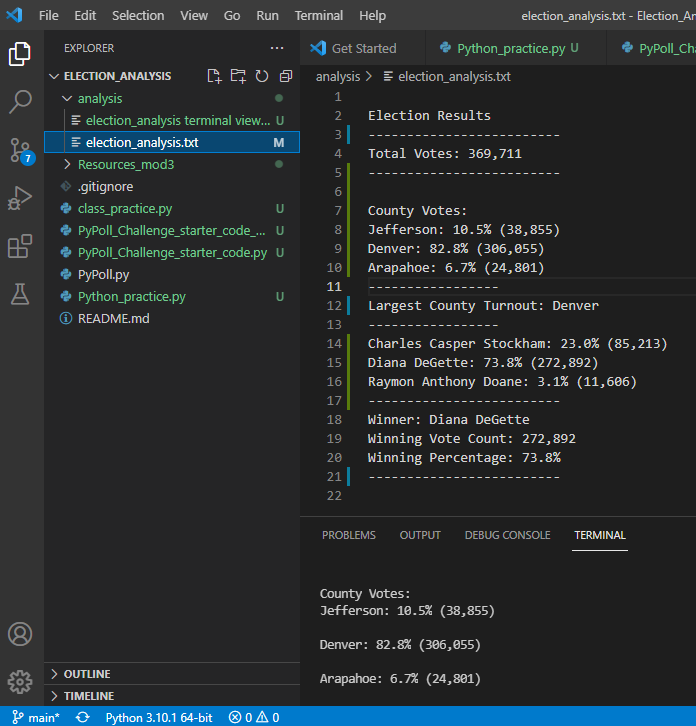 File Edit Selection View Go Run Terminal Help election_analysis.txt - Election_An
EXPLORER ...
Get Started Python_practice.py U PyPoll_Cha
ELECTION_ANALYSIS
analysis
election_analysis terminal view... U
election_analysis.txt M
Resources_mod3
.gitignore
class_practice.py U
PyPoll_Challenge_starter_code_... U
PyPoll_Challenge_starter_code.py U
PyPoll.py
Python_practice.py U
README.md
7
OUTLINE
TIMELINE
analysis > election_analysis.txt
1
2 Election Results
3 -------------------------
4 Total Votes: 369,711
5 -------------------------
6
7 County Votes:
8 Jefferson: 10.5% (38,855)
9 Denver: 82.8% (306,055)
10 Arapahoe: 6.7% (24,801)
11 -----------------
12 Largest County Turnout: Denver
13 -----------------
14 Charles Casper Stockham: 23.0% (85,213)
15 Diana DeGette: 73.8% (272,892)
16 Raymon Anthony Doane: 3.1% (11,606)
17 -------------------------
18 Winner: Diana DeGette
19 Winning Vote Count: 272,892
20 Winning Percentage: 73.8%
21 -------------------------
22
PROBLEMS OUTPUT DEBUG CONSOLE TERMINAL
County Votes:
Jefferson: 10.5% (38,855)
Denver: 82.8% (306,055)
Arapahoe: 6.7% (24,801)
main* Python 3.10.1 64-bit 0 0